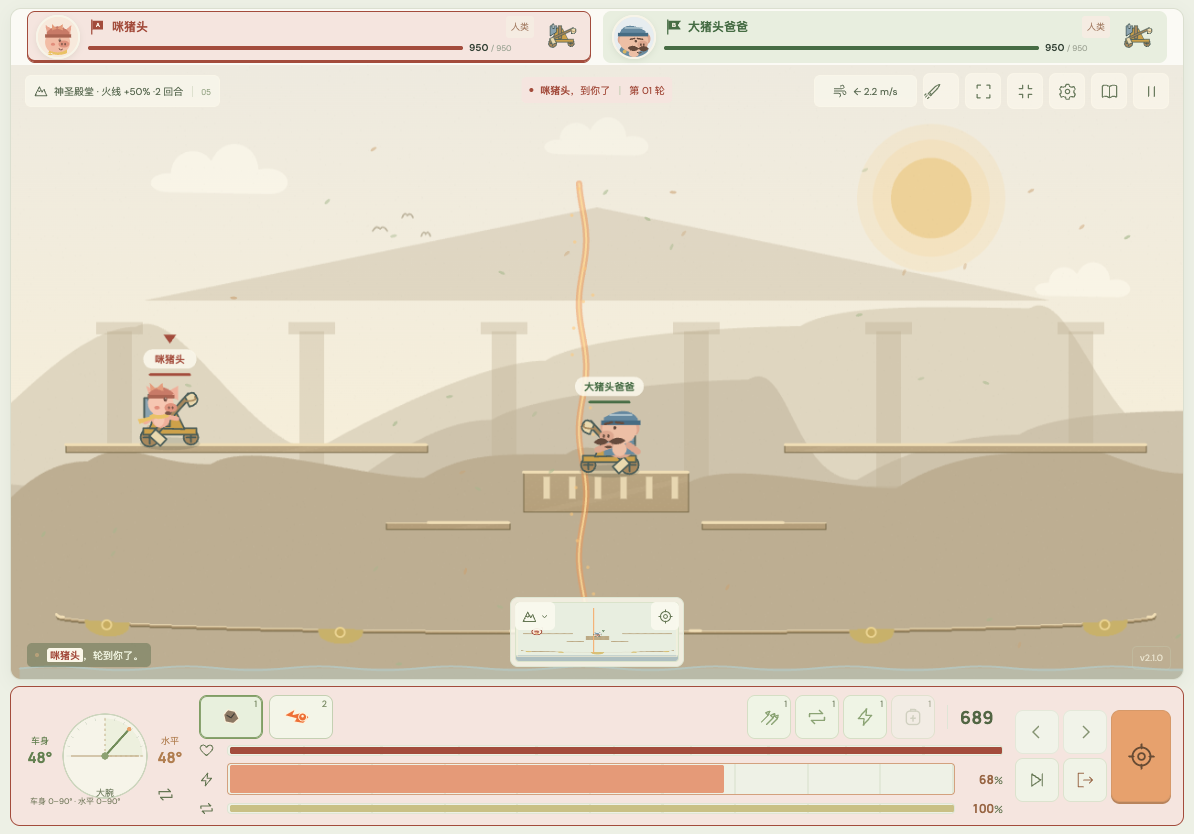 咪猪头
人类
950 / 950
大猪头爸爸
人类
950 / 950
神圣殿堂 · 火线 +50% ·2 回合 05
咪猪头，到你了 第 01 轮
← 2.2 m/s
咪猪头
大猪头爸爸
咪猪头，轮到你了。
v2.1.0
车身
48°
水平
48°
大腕
车身 0–90° · 水平 0–90°
1
2
1
1
1
1
689
68%
100%